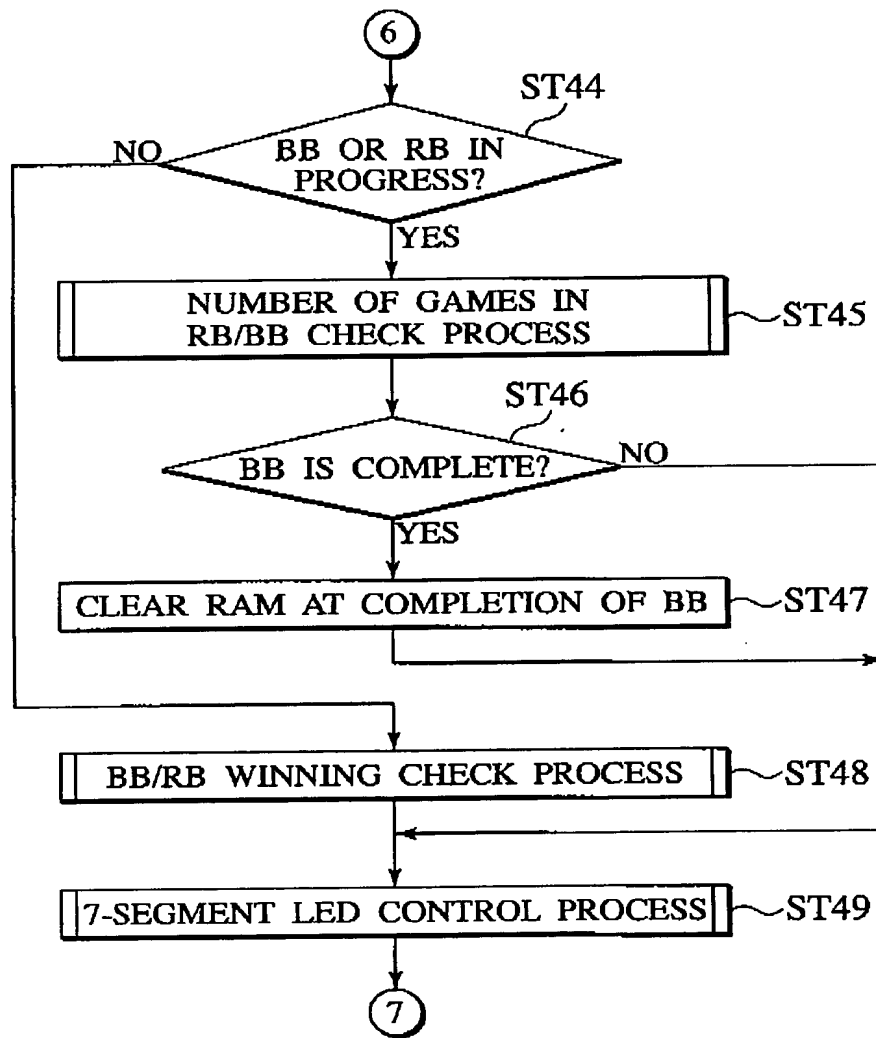 6
ST44
NO
BB OR RB IN
PROGRESS?
YES
NUMBER OF GAMES IN
RB/BB CHECK PROCESS
ST45
ST46
BB IS COMPLETE?
NO
YES
CLEAR RAM AT COMPLETION OF BB
ST47
BB/RB WINNING CHECK PROCESS
ST48
7-SEGMENT LED CONTROL PROCESS
ST49
7